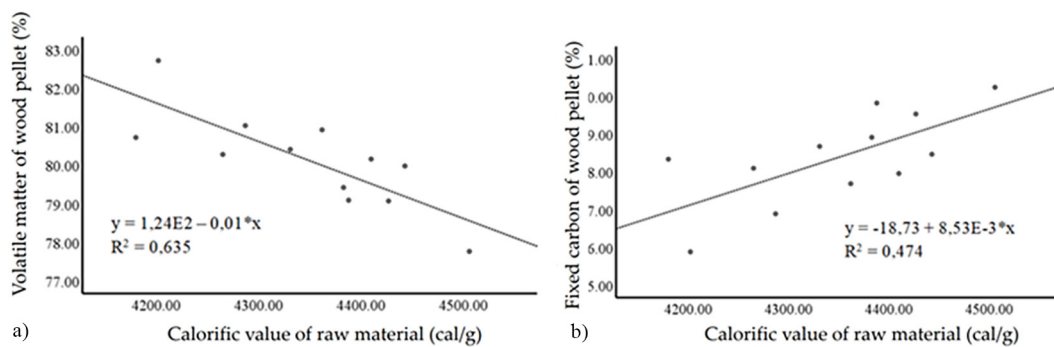 Volatile matter of wood pellet (%)
83.00
82.00
81.00
80.00
79.00
78.00
77.00
y = 1,24E2 – 0,01*x
R² = 0,635
4200.00 4300.00 4400.00 4500.00
a) Calorific value of raw material (cal/g)
Fixed carbon of wood pellet (%)
1.00
0.00
9.00
8.00
7.00
6.00
5.00
y = -18,73 + 8,53E-3*x
R² = 0,474
4200.00 4300.00 4400.00 4500.00
b) Calorific value of raw material (cal/g)